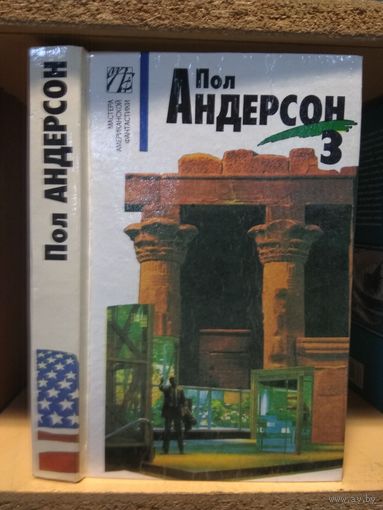 Пол АНДЕРСОН
МАСТЕРА
АМЕРИКАНСКОЙ
ФАНТАСТИКИ
Пол
АНДЕРСОН
3
www.ay.by